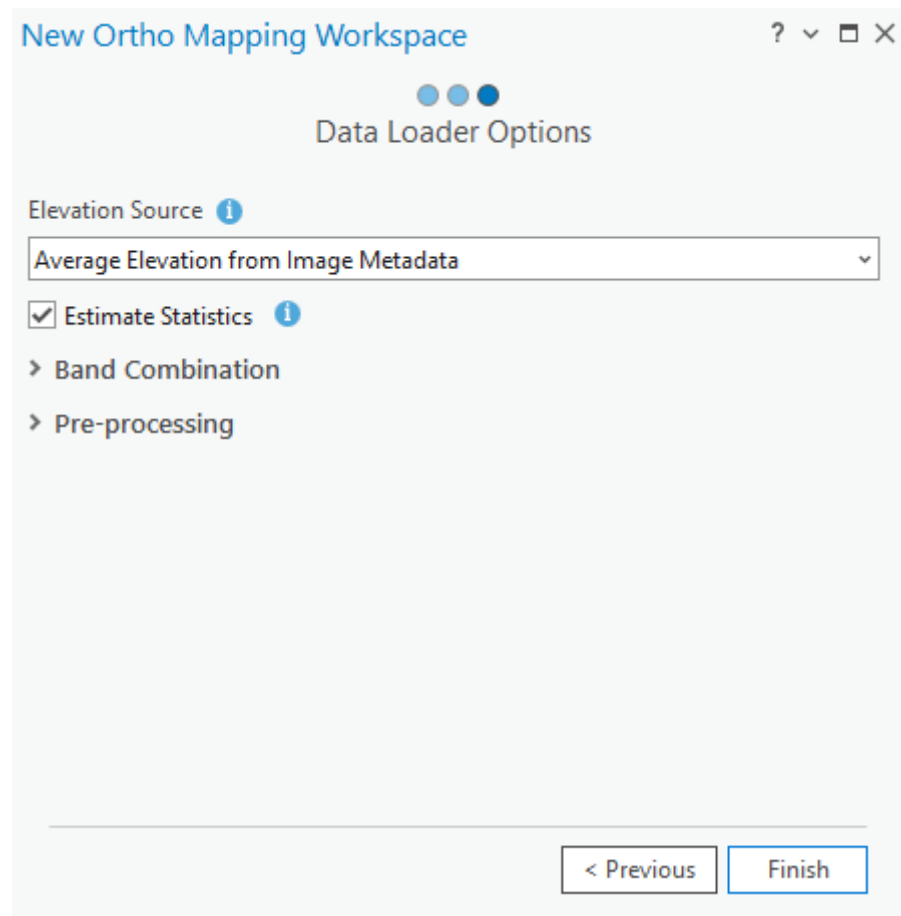 New Ortho Mapping Workspace ?
Data Loader Options
Elevation Source
Average Elevation from Image Metadata
Estimate Statistics
Band Combination
Pre-processing
< Previous Finish